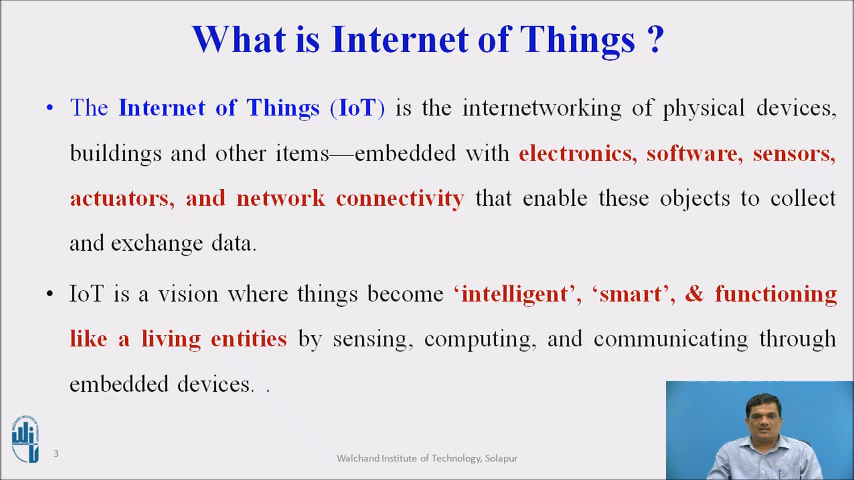 What is Internet of Things ?
• The Internet of Things (IoT) is the internetworking of physical devices,
buildings and other items—embedded with electronics, software, sensors,
actuators, and network connectivity that enable these objects to collect
and exchange data.
• IoT is a vision where things become ‘intelligent’, ‘smart’, & functioning
like a living entities by sensing, computing, and communicating through
embedded devices. .
3
Walchand Institute of Technology, Solapur